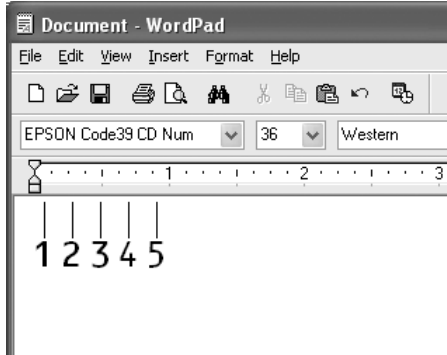 Document - WordPad
File Edit View Insert Format Help
EPSON Code39 CD Num 36 Western
1 2 3
1 2 3 4 5